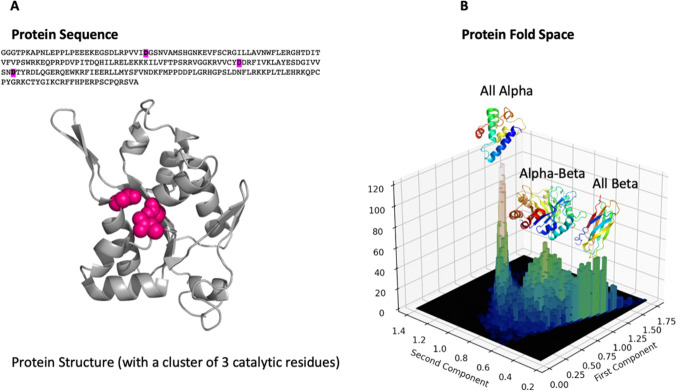 A
Protein Sequence
GGGTPKAPNLEPPLPEEEKEGSDLRPVVIDGSNVAMSHGNKEVFSCRGILLAVNWFLERGHTDIT
VFVPSWRKEQPRPDVPITDQHILRELEKKKILVFTPSRRVGGKRVVCYDDRFIVKLAYESDGIVV
SNDTYRDLQGERQEWKRFIEERLLMYSFVNDKFMPPDDPLGRHGPSLDNFLRKKPLTLEHRKQPC
PYGRKCTYGIKCRFFHPERPSCPQRSVA
Protein Structure (with a cluster of 3 catalytic residues)
B
Protein Fold Space
All Alpha
Alpha-Beta
All Beta
120
100
80
60
40
20
0
1.4
1.2
1.0
0.8
0.6
0.4
0.2
Second Component
0.00
0.25
0.50
0.75
1.00
1.25
1.50
1.75
First Component